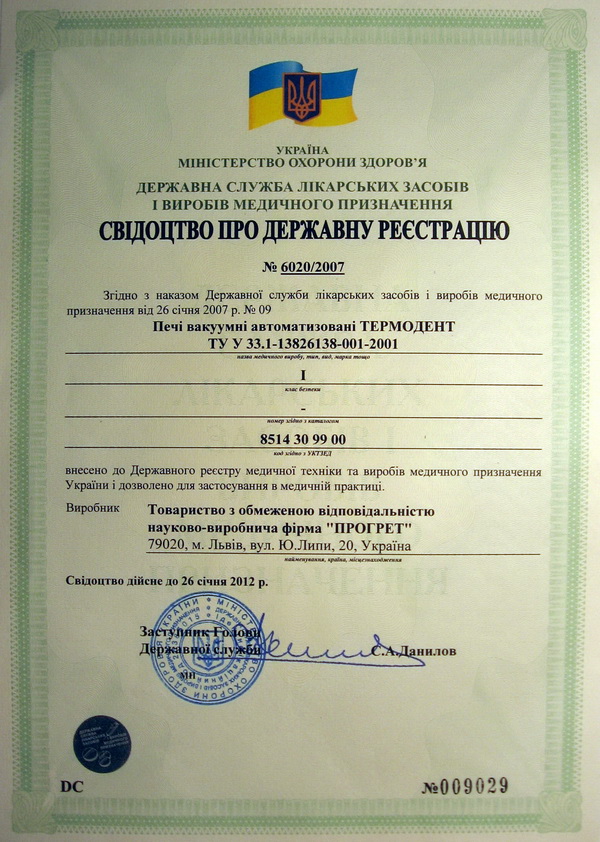 УКРАЇНА
МІНІСТЕРСТВО ОХОРОНИ ЗДОРОВ'Я
ДЕРЖАВНА СЛУЖБА ЛІКАРСЬКИХ ЗАСОБІВ
І ВИРОБІВ МЕДИЧНОГО ПРИЗНАЧЕННЯ
СВІДОЦТВО ПРО ДЕРЖАВНУ РЕЄСТРАЦІЮ
№ 6020/2007
Згідно з наказом Державної служби лікарських засобів і виробів медичного
призначення від 26 січня 2007 р. № 09
Печі вакуумні автоматизовані ТЕРМОДЕНТ
ТУ У 33.1-13826138-001-2001
назва медичного виробу, тип, вид, марка тощо
І
клас безпеки
-
номер згідно з каталогом
8514 30 99 00
код згідно з УКТЗЕД
внесено до Державного реєстру медичної техніки та виробів медичного призначення
України і дозволено для застосування в медичній практиці.
Виробник Товариство з обмеженою відповідальністю
науково-виробнича фірма "ПРОГРЕТ"
79020, м. Львів, вул. Ю.Липи, 20, Україна
найменування, країна, місцезнаходження
Свідоцтво дійсне до 26 січня 2012 р.
Заступник Голови
Державної служби С.А.Данилов
мп
DC №009029